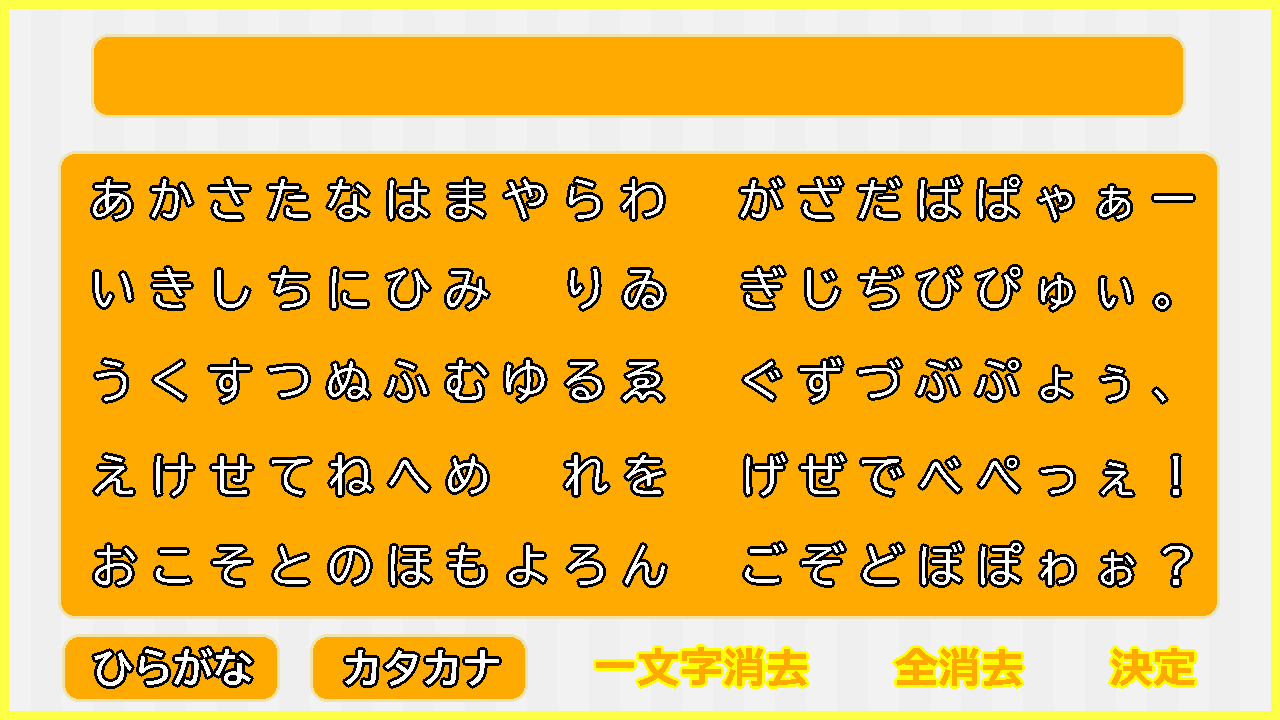 あかさたなはまやらわ　がざだばぱゃぁー
いきしちにひみ　りゐ　ぎじぢびぴゅぃ。
うくすつぬふむゆるゑ　ぐずづぶぷょぅ、
えけせてねへめ　れを　げぜでべぺっぇ！
おこそとのほもよろん　ごぞどぼぽゎぉ？
ひらがな　カタカナ　一文字消去　全消去　決定